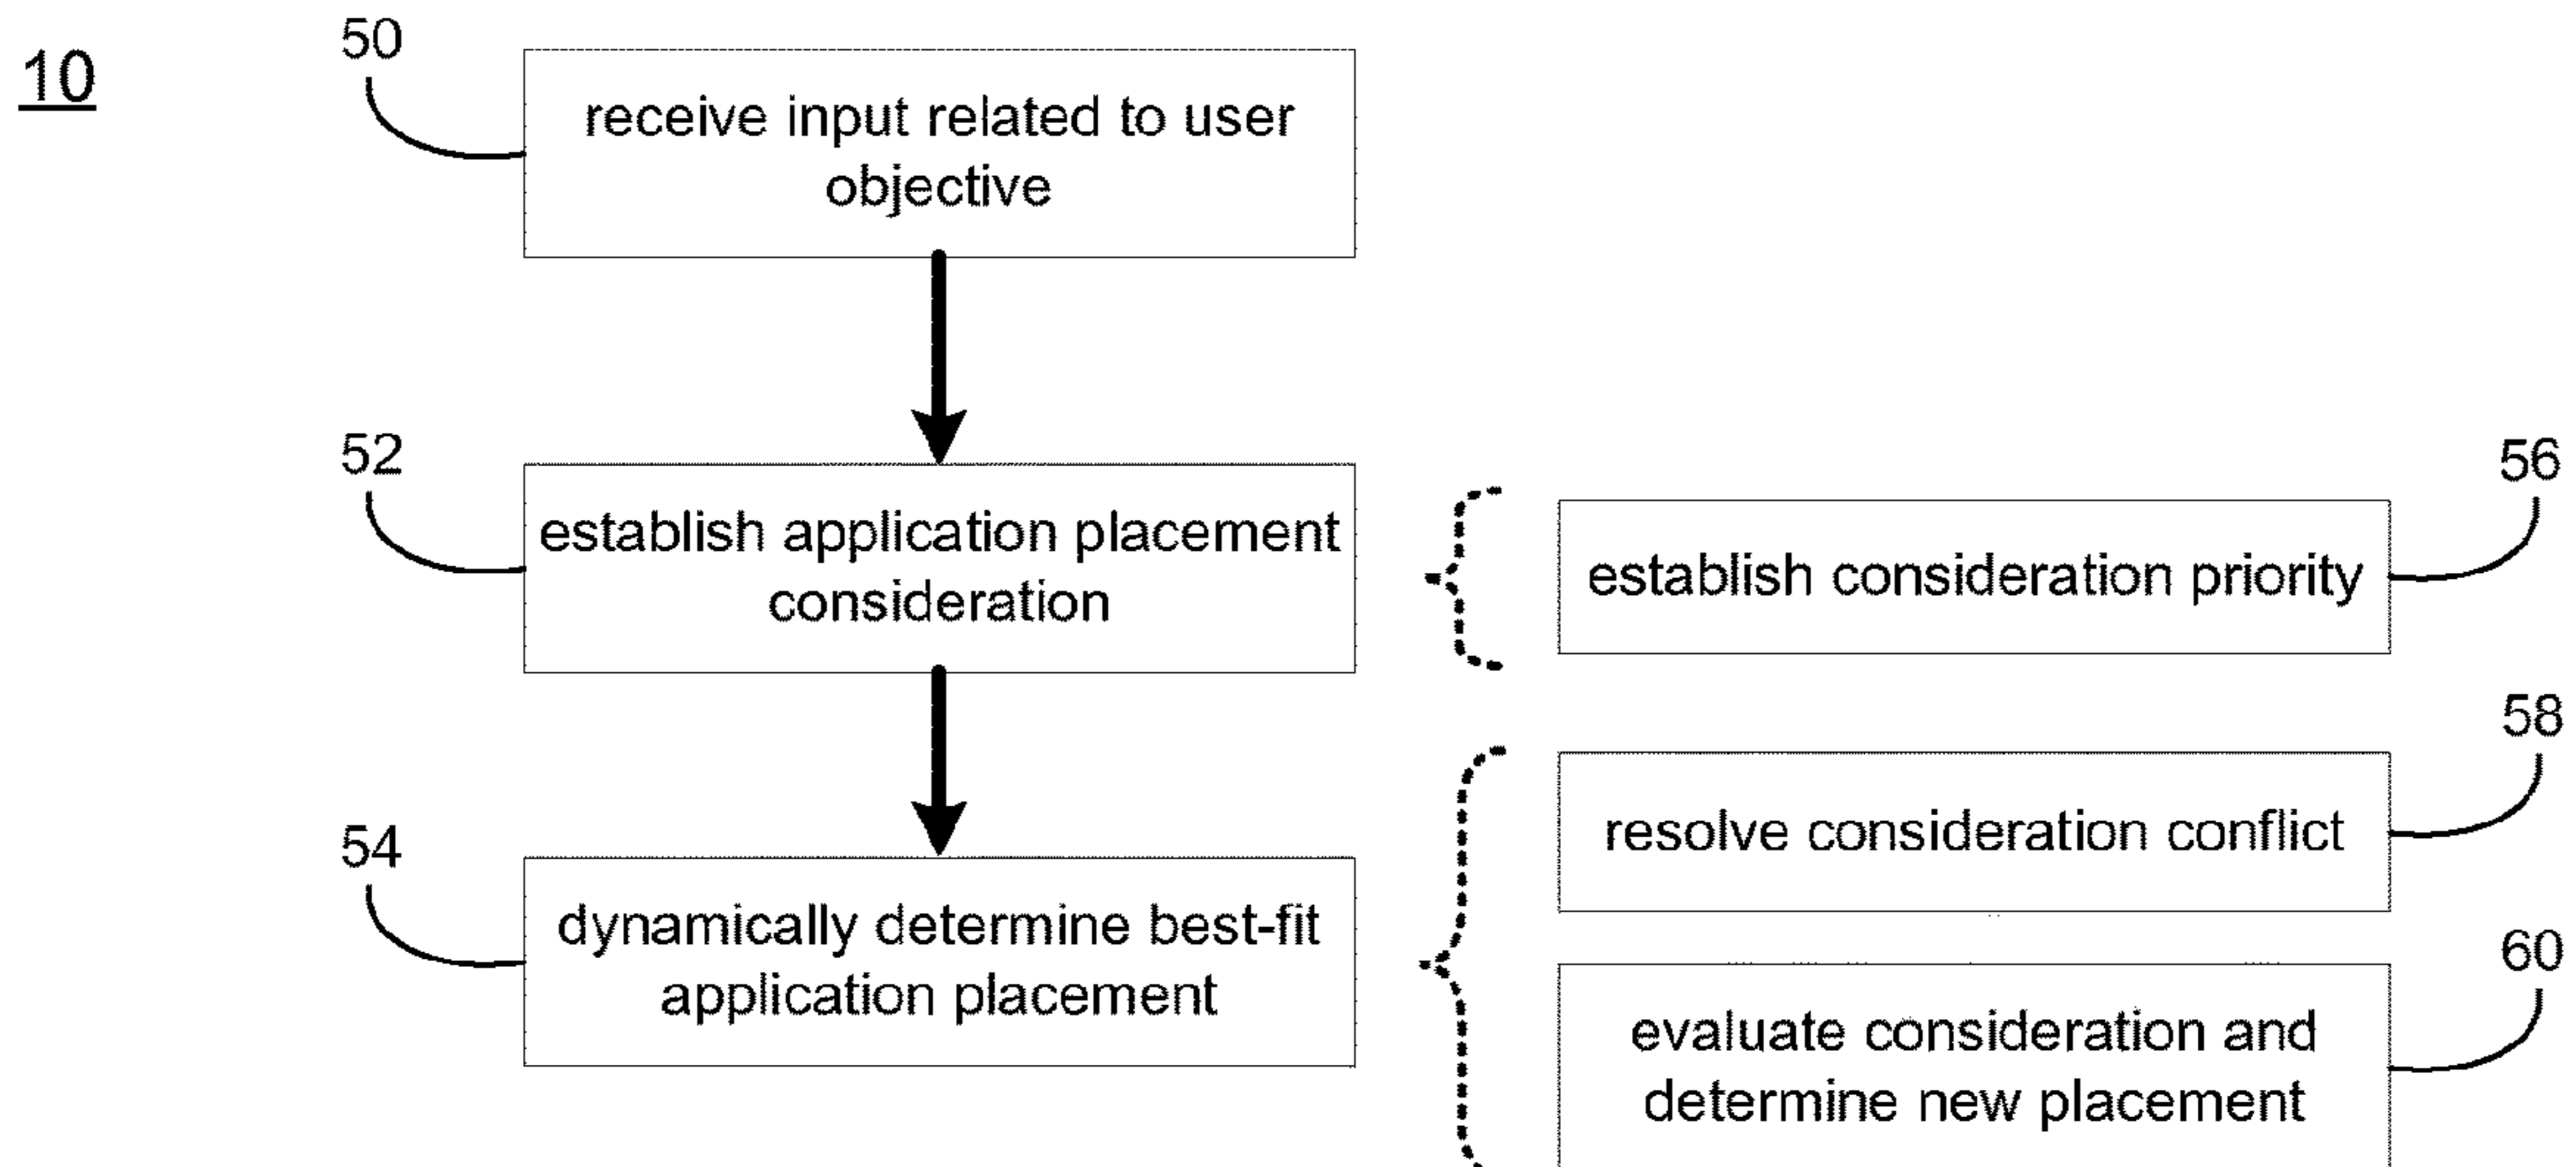 10
50
receive input related to user
objective
52
establish application placement
consideration
56
establish consideration priority
58
resolve consideration conflict
54
dynamically determine best-fit
application placement
60
evaluate consideration and
determine new placement